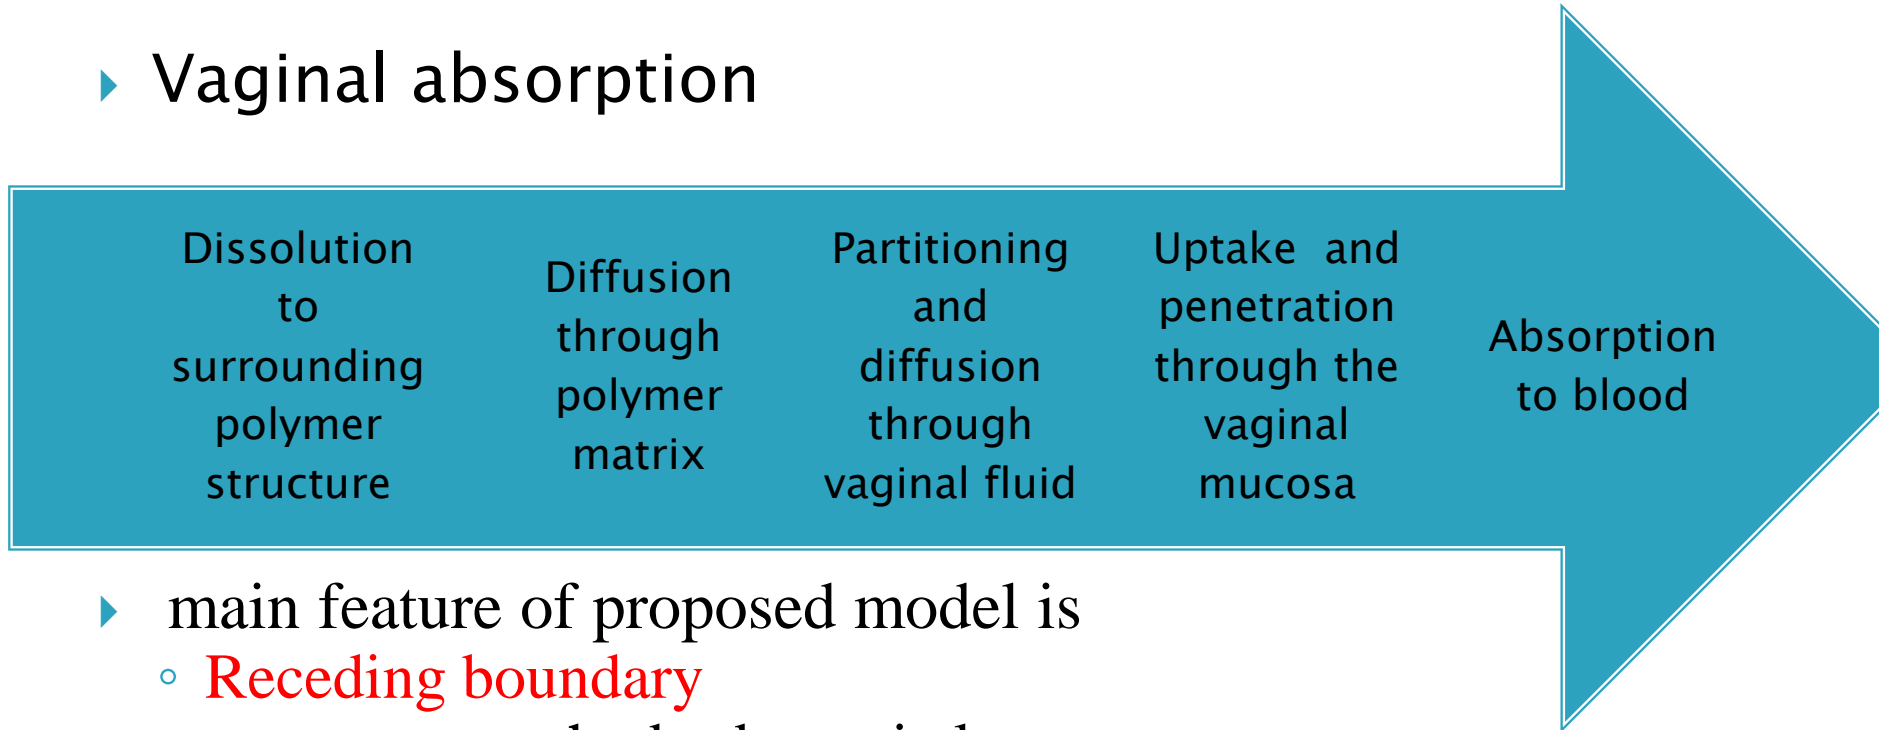 Vaginal absorption
Dissolution
to
surrounding
polymer
structure
Diffusion
through
polymer
matrix
Partitioning
and
diffusion
through
vaginal fluid
Uptake and
penetration
through the
vaginal
mucosa
Absorption
to blood
main feature of proposed model is
Receding boundary